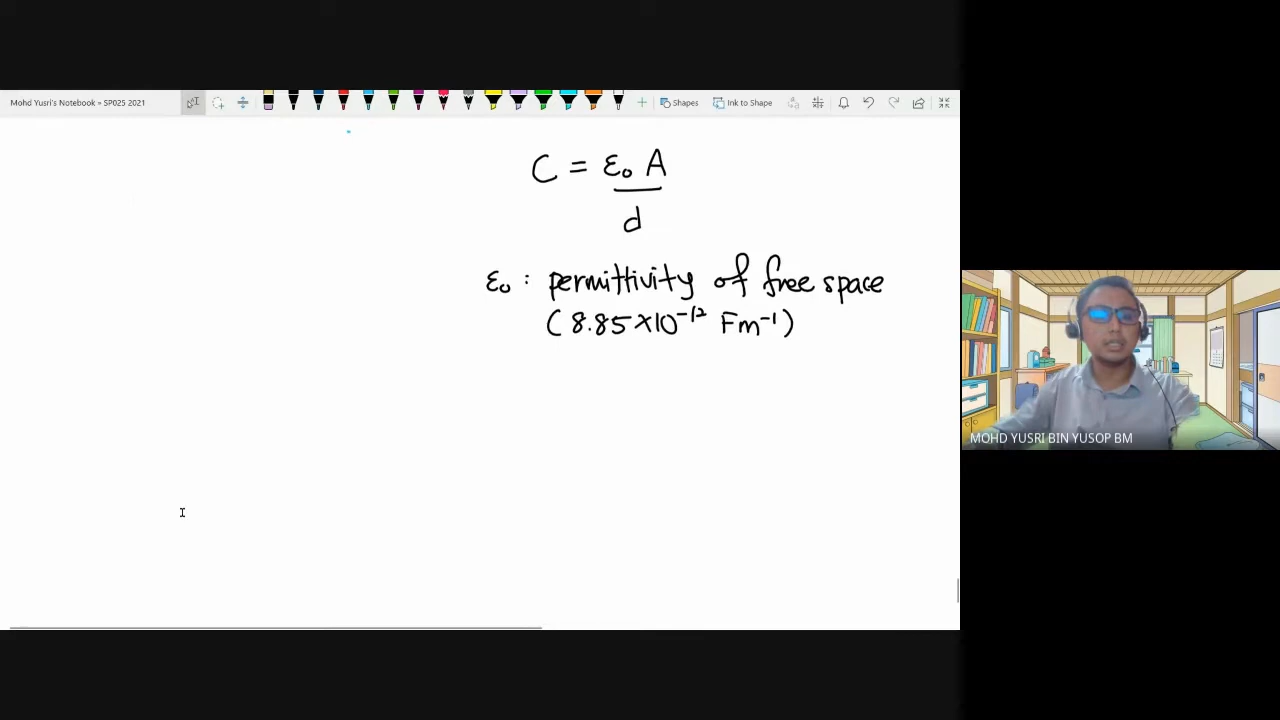 Mohd Yusri's Notebook » SP025 2021
Shapes
Ink to Shape
C = ε₀ A
d
ε₀ : permittivity of free space
(8.85×10⁻¹² Fm⁻¹)
MOHD YUSRI BIN YUSOP BM